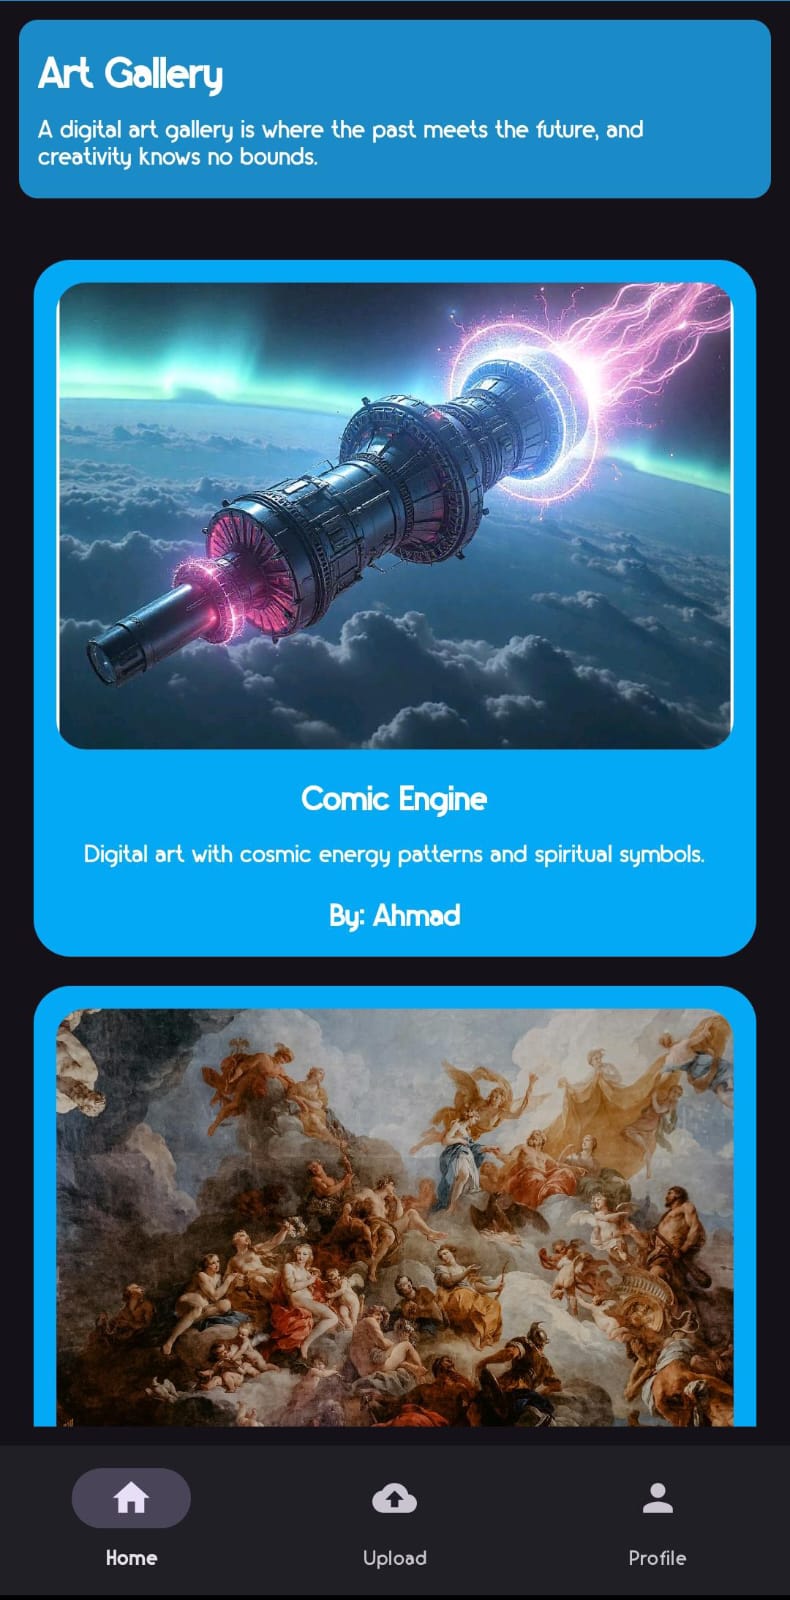 Art Gallery
A digital art gallery is where the past meets the future, and
creativity knows no bounds.
Comic Engine
Digital art with cosmic energy patterns and spiritual symbols.
By: Ahmad
Home
Upload
Profile